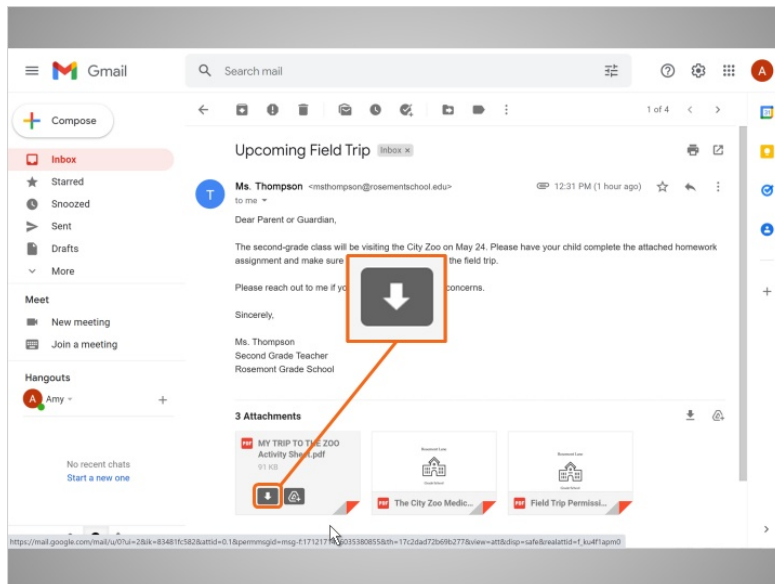 Gmail
Search mail
A
Compose
1 of 4
Inbox
Starred
Snoozed
Sent
Drafts
More
Meet
New meeting
Join a meeting
Hangouts
A Amy
No recent chats
Start a new one
Upcoming Field Trip Inbox ×
T
Ms. Thompson <msthompson@rosemontschool.edu> 12:31 PM (1 hour ago)
to me
Dear Parent or Guardian,
The second-grade class will be visiting the City Zoo on May 24. Please have your child complete the attached homework
assignment and make sure the field trip.
Please reach out to me if concerns.
Sincerely,
Ms. Thompson
Second Grade Teacher
Rosemont Grade School
3 Attachments
PDF MY TRIP TO THE ZOO
Activity Sheet.pdf
91 KB
PDF The City Zoo Medic...
PDF Field Trip Permissi...